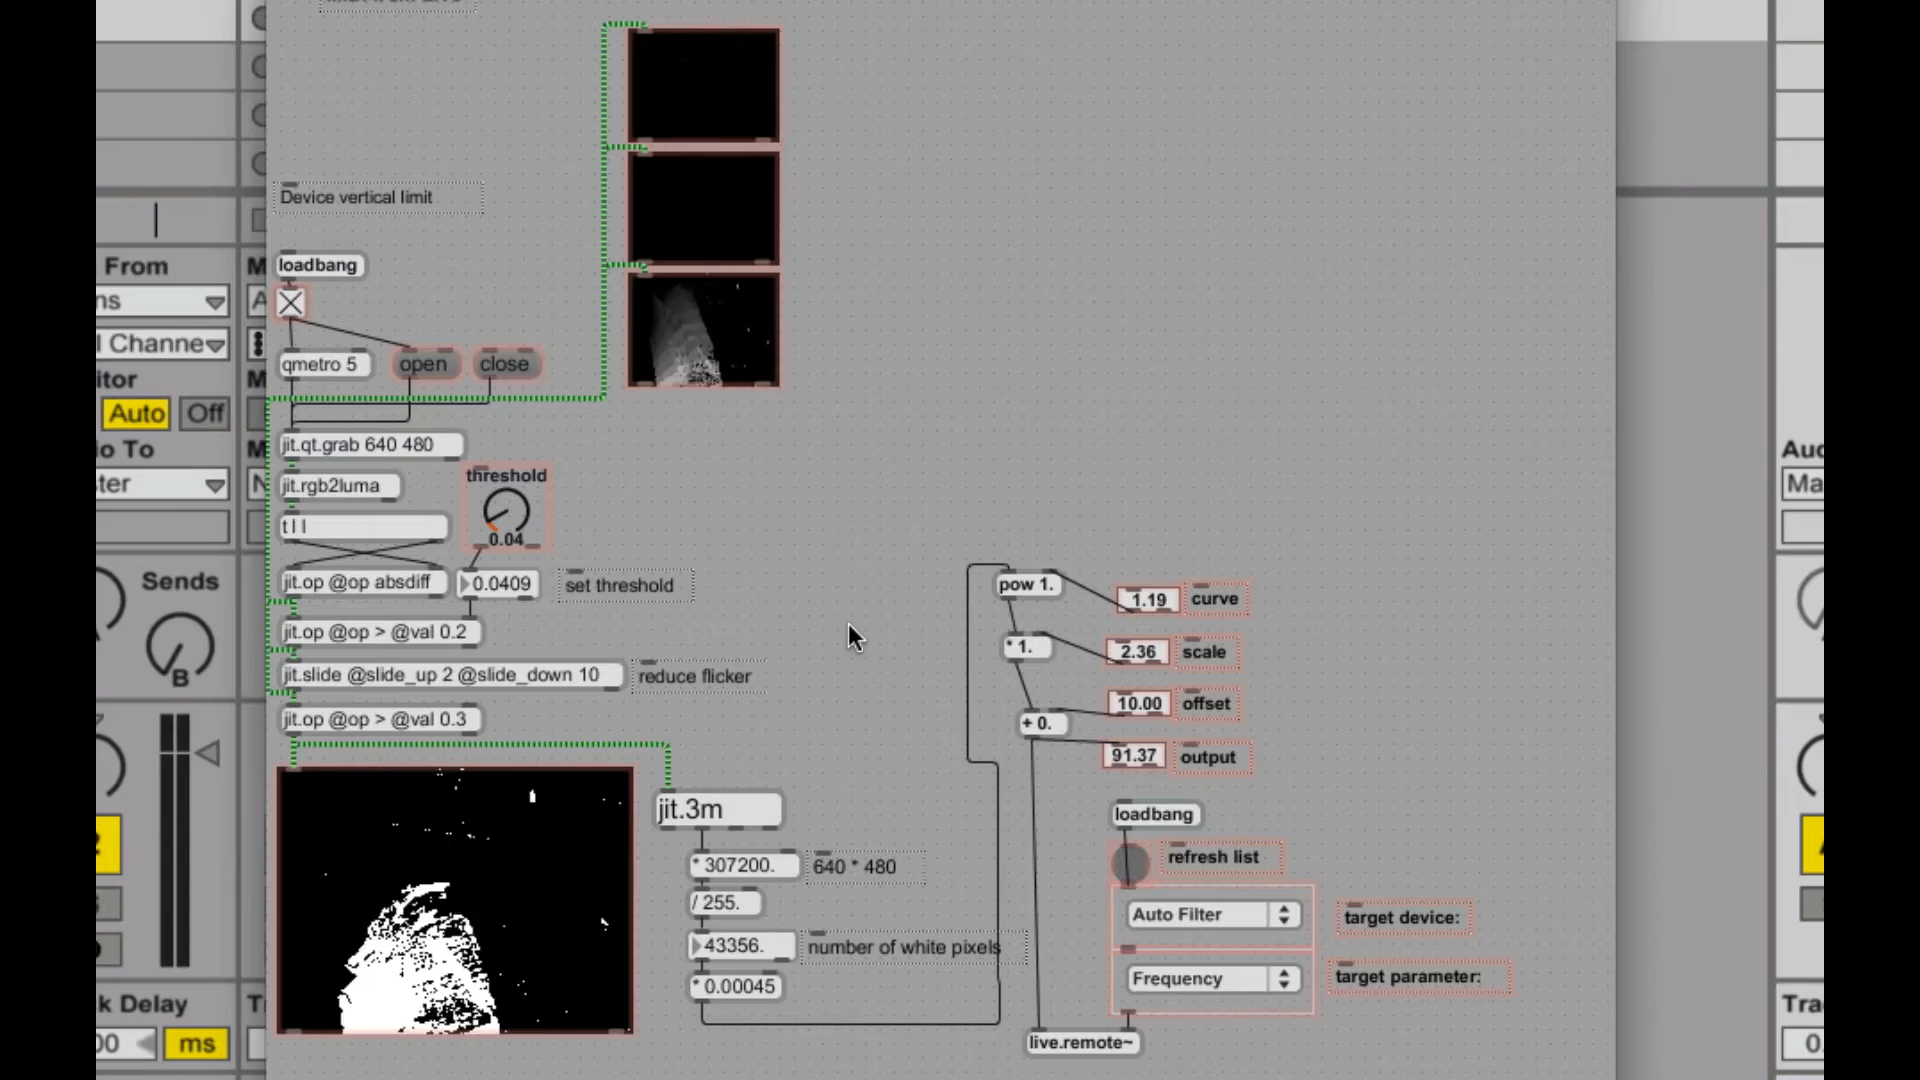 Device vertical limit
loadbang
qmetro 5
open
close
jit.qt.grab 640 480
jit.rgb2luma
t l l
threshold
0.04
jit.op @op absdiff
0.0409
set threshold
jit.op @op > @val 0.2
jit.slide @slide_up 2 @slide_down 10
reduce flicker
jit.op @op > @val 0.3
jit.3m
* 307200.
640 * 480
/ 255.
43356.
number of white pixels
* 0.00045
pow 1.
1.19
curve
* 1.
2.36
scale
+ 0.
10.00
offset
91.37
output
loadbang
refresh list
Auto Filter
target device:
Frequency
target parameter:
live.remote~
From
ns
l Channe
itor
Auto
Off
io To
ster
Sends
B
k Delay
00
ms
Auc
Ma
Tra
0.